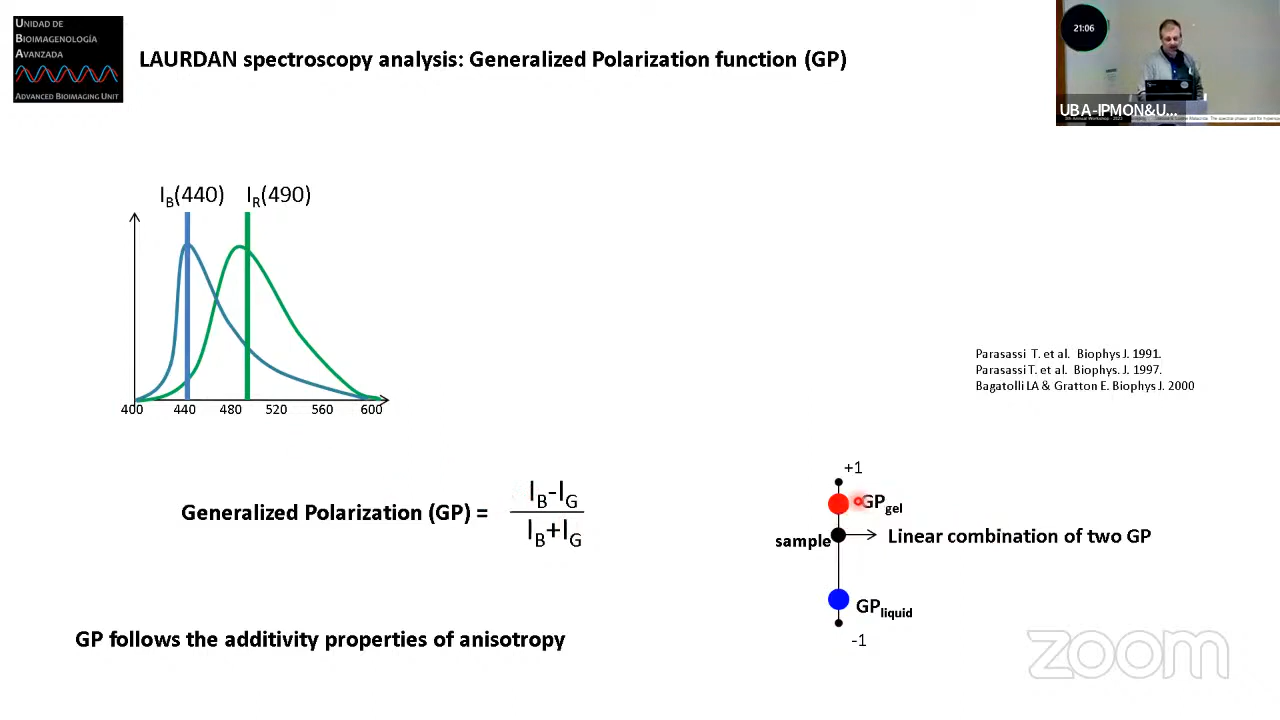 UNIDAD DE
BIOIMAGENOLOGÍA
AVANZADA
ADVANCED BIOIMAGING UNIT
LAURDAN spectroscopy analysis: Generalized Polarization function (GP)
21:06
UBA-IPMON&U...
IB(440) IR(490)
400 440 480 520 560 600
Parasassi T. et al. Biophys J. 1991.
Parasassi T. et al. Biophys. J. 1997.
Bagatolli LA & Gratton E. Biophys J. 2000
Generalized Polarization (GP) =
IB-IG
IB+IG
+1
GPgel
sample
Linear combination of two GP
GPliquid
-1
GP follows the additivity properties of anisotropy
zoom